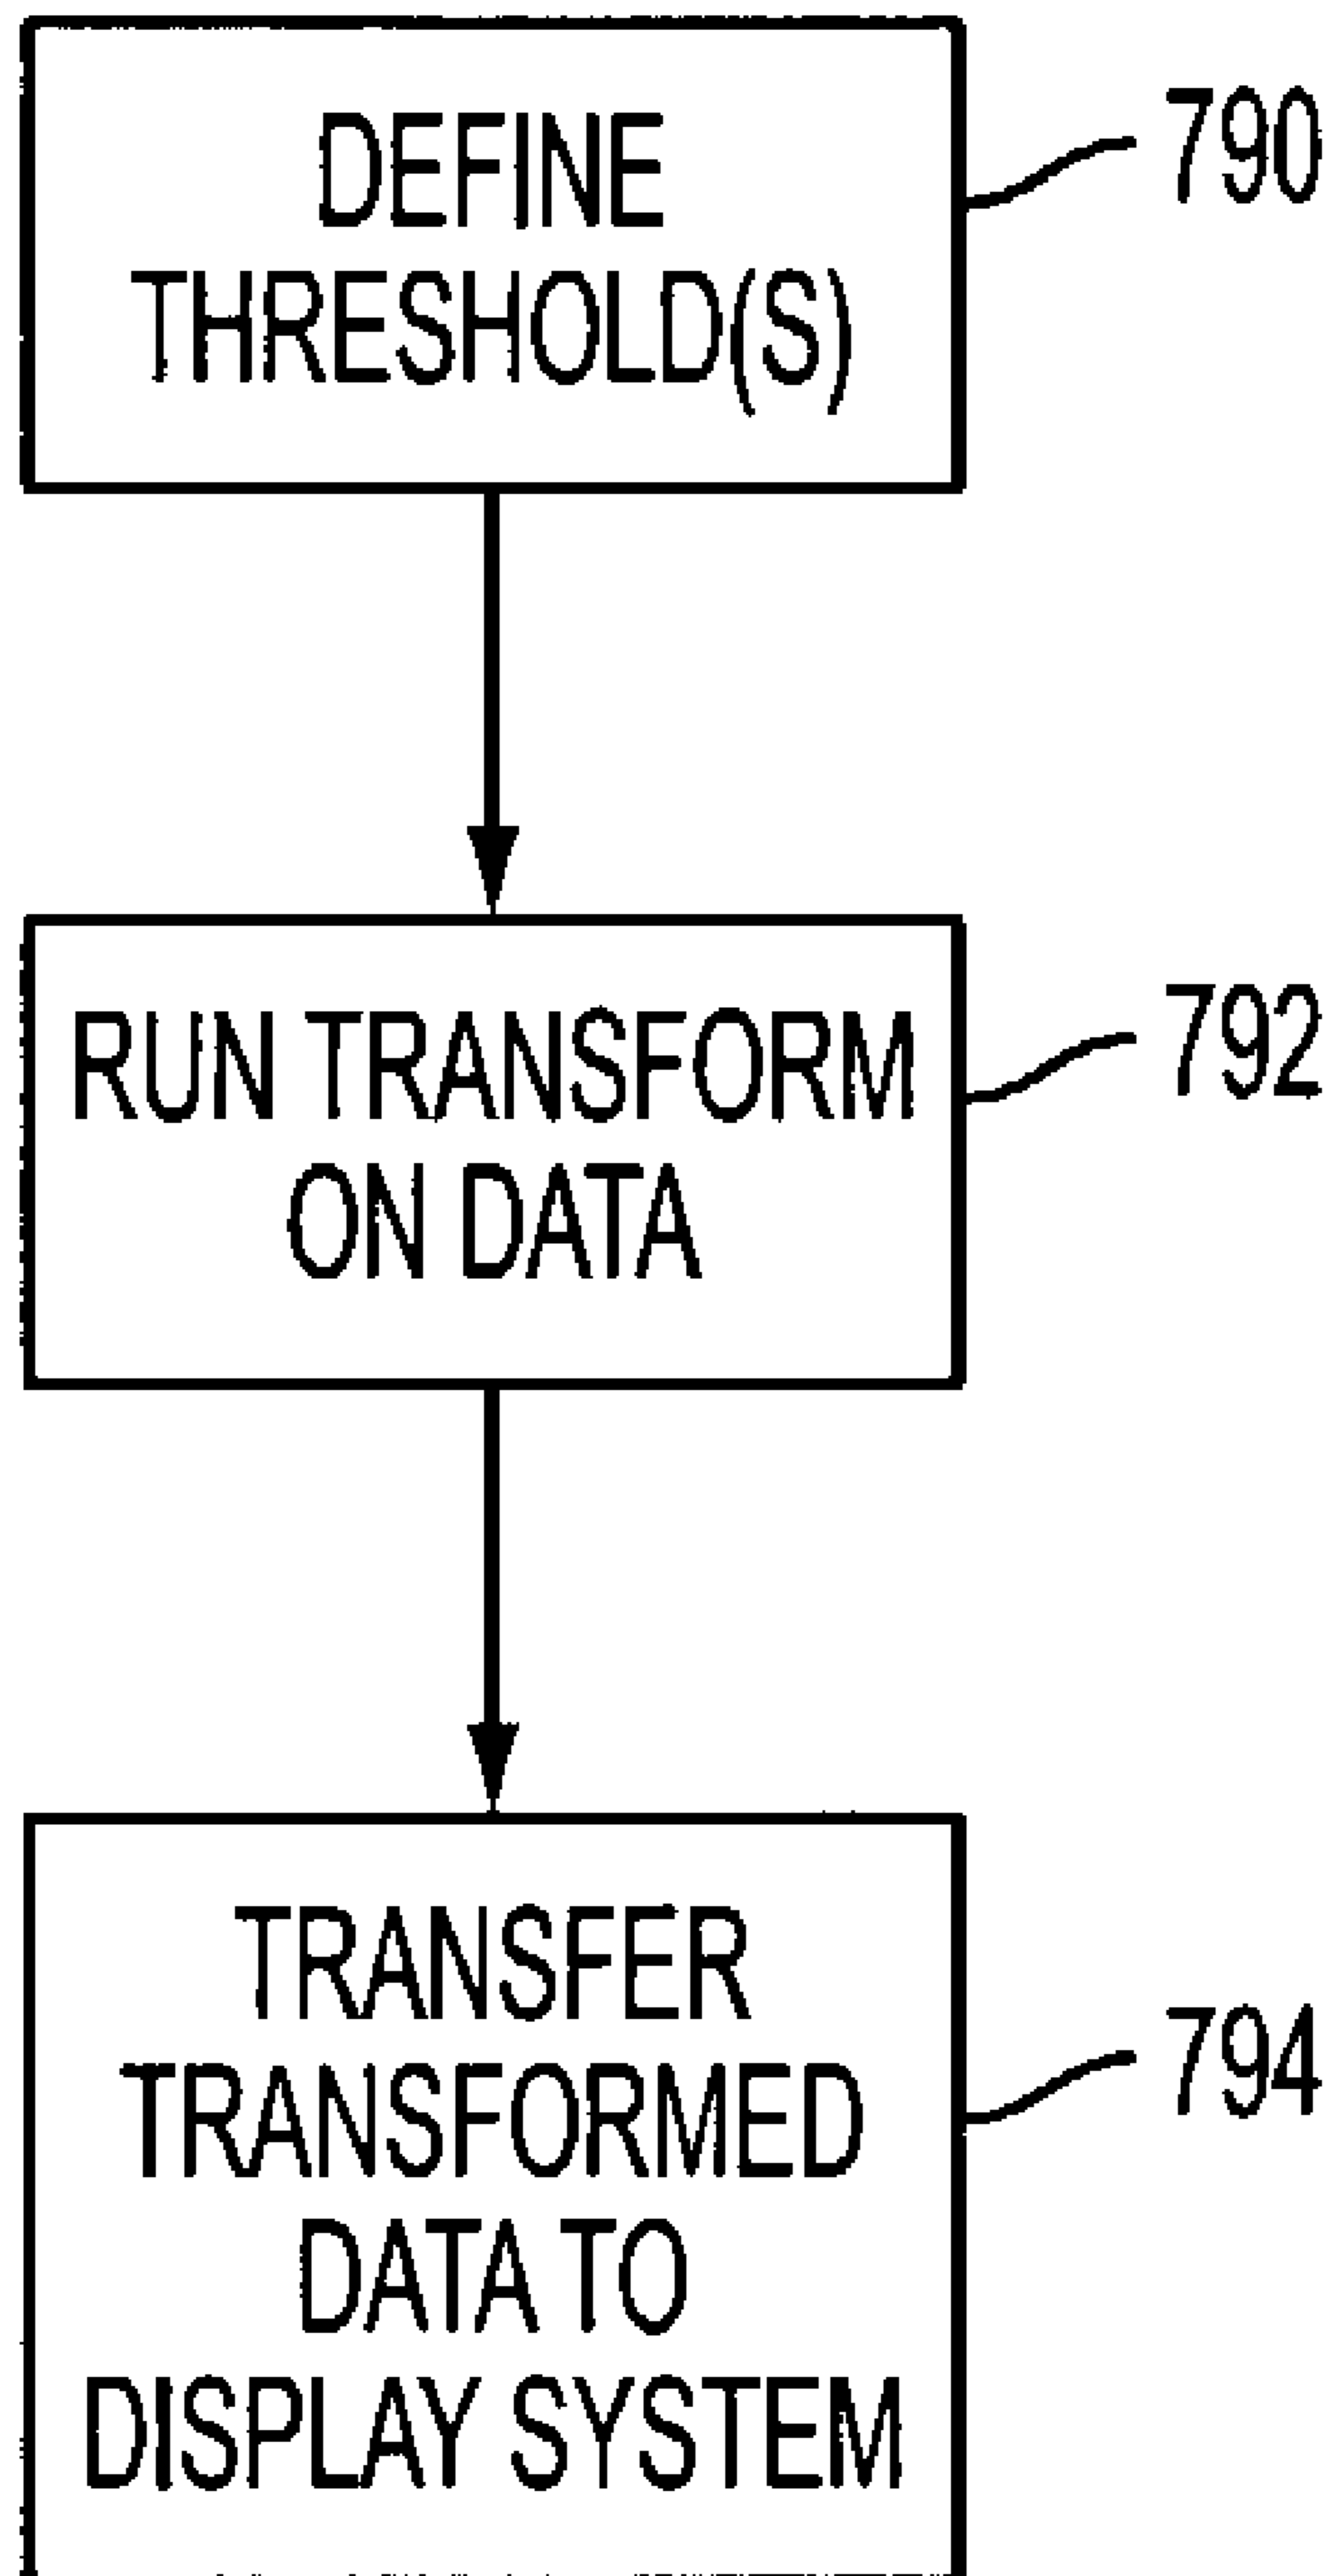 DEFINE
THRESHOLD(S)
790
RUN TRANSFORM
ON DATA
792
TRANSFER
TRANSFORMED
DATA TO
DISPLAY SYSTEM
794